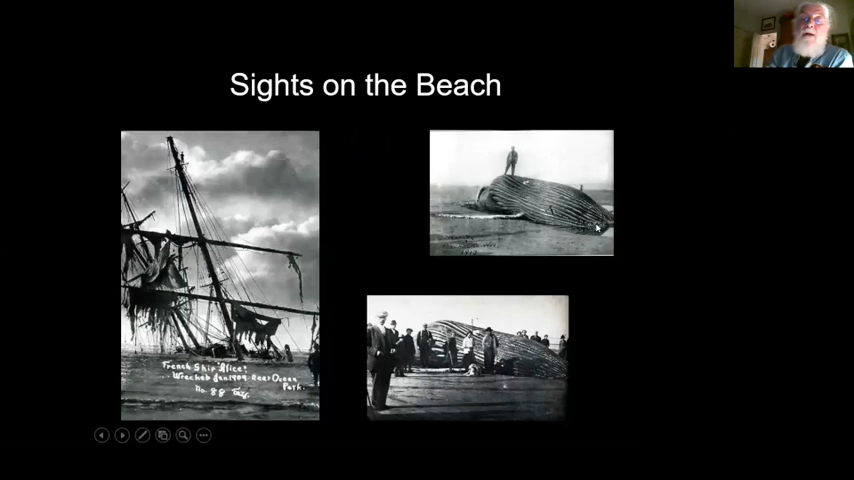 Sights on the Beach
French Ship "Alice".
Wrecked Jan 1909. near Ocean
Park.
No. 88